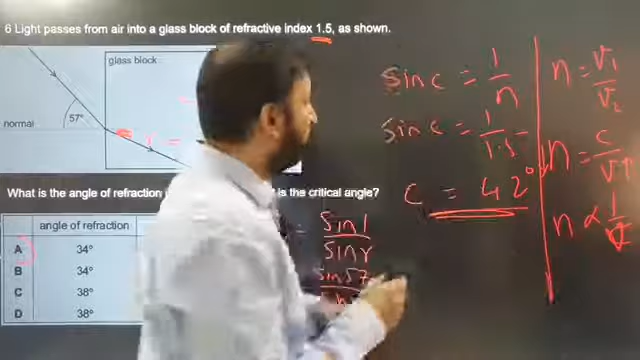 6 Light passes from air into a glass block of refractive index 1.5, as shown.
glass block
57°
normal
r =
What is the angle of refraction
is the critical angle?
angle of refraction
A 34°
B 34°
C 38°
D 38°
= sin i / sin r
sin 57
sin c = 1/n
sin c = 1/1.5
c = 42°
n = v1/v2
n = c/v
n ∝ 1/v